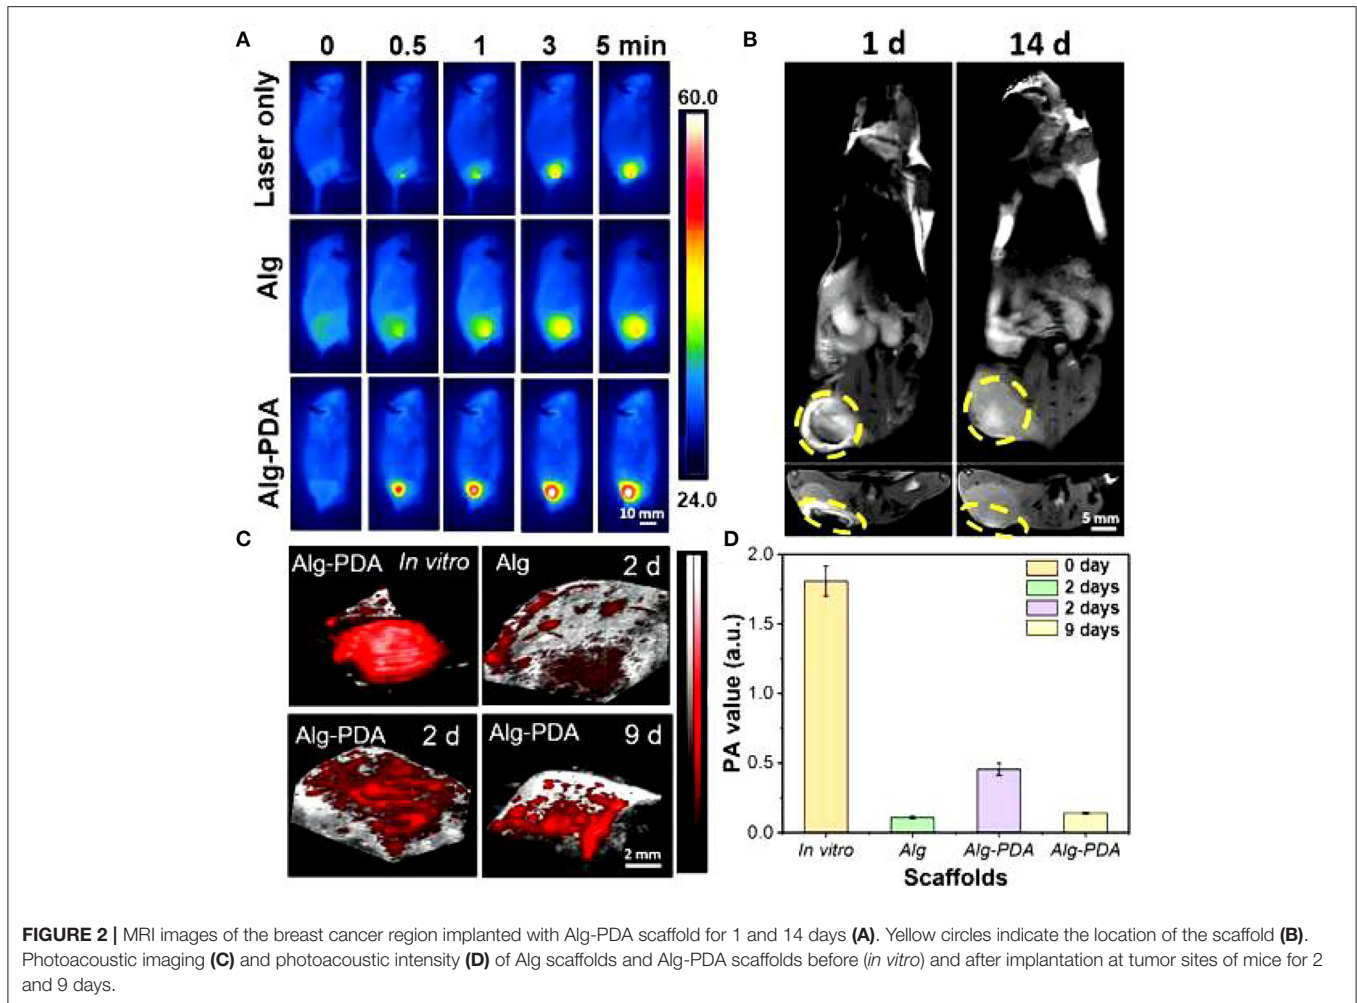 A
0 0.5 1 3 5 min
Laser only
Alg
Alg-PDA
60.0
24.0
10 mm
B
1 d 14 d
5 mm
C
Alg-PDA In vitro
Alg 2 d
Alg-PDA 2 d
Alg-PDA 9 d
2 mm
D
PA value (a.u.)
2.0
1.5
1.0
0.5
0.0
0 day
2 days
2 days
9 days
In vitro Alg Alg-PDA Alg-PDA
Scaffolds
FIGURE 2 | MRI images of the breast cancer region implanted with Alg-PDA scaffold for 1 and 14 days (A). Yellow circles indicate the location of the scaffold (B).
Photoacoustic imaging (C) and photoacoustic intensity (D) of Alg scaffolds and Alg-PDA scaffolds before (in vitro) and after implantation at tumor sites of mice for 2
and 9 days.